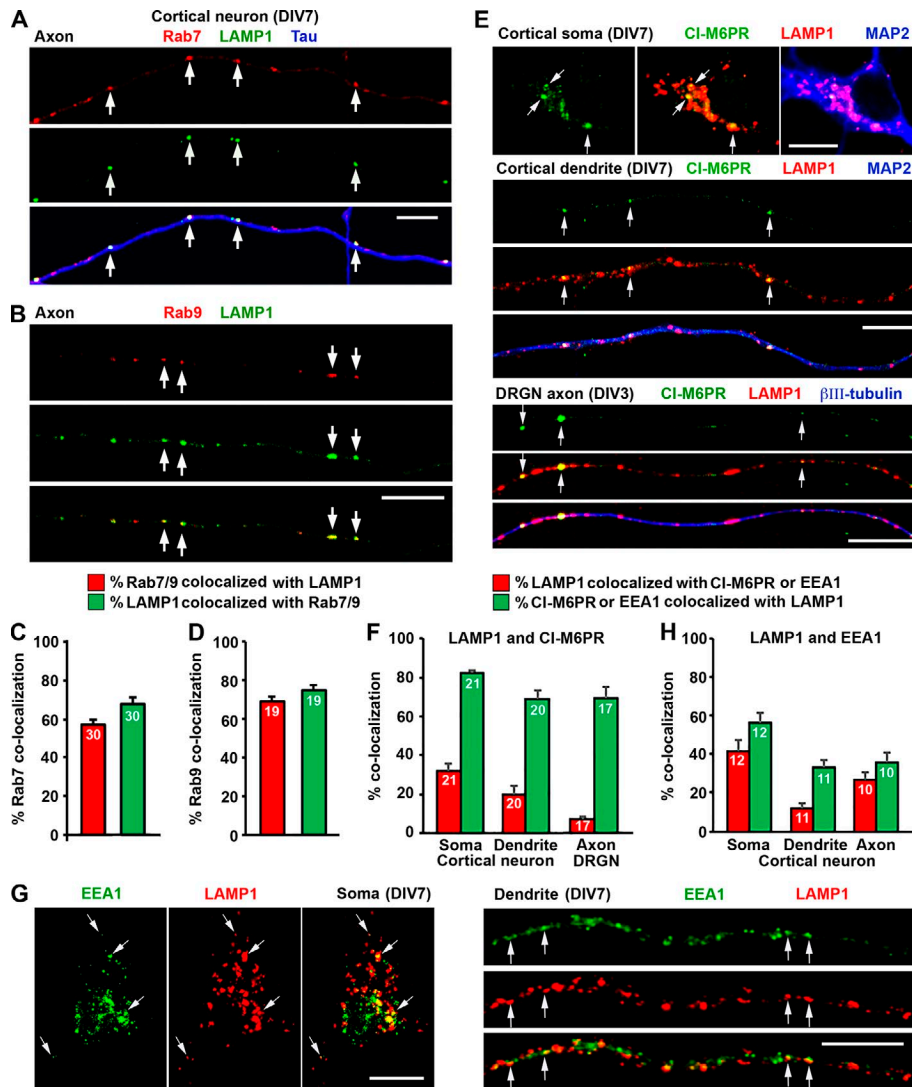 A
Cortical neuron (DIV7)
Axon Rab7 LAMP1 Tau
B
Axon Rab9 LAMP1
% Rab7/9 colocalized with LAMP1
% LAMP1 colocalized with Rab7/9
E
Cortical soma (DIV7) CI-M6PR LAMP1 MAP2
Cortical dendrite (DIV7) CI-M6PR LAMP1 MAP2
DRGN axon (DIV3) CI-M6PR LAMP1 βIII-tubulin
% LAMP1 colocalized with CI-M6PR or EEA1
% CI-M6PR or EEA1 colocalized with LAMP1
C
% Rab7 co-localization
100
80
60
40
20
0
30 30
D
% Rab9 co-localization
100
80
60
40
20
0
19 19
F
LAMP1 and CI-M6PR
% co-localization
100
80
60
40
20
0
21 21 20 20 17 17
Soma Dendrite Axon
Cortical neuron DRGN
H
LAMP1 and EEA1
% co-localization
100
80
60
40
20
0
12 12 11 11 10 10
Soma Dendrite Axon
Cortical neuron
G
EEA1 LAMP1 Soma (DIV7)
Dendrite (DIV7) EEA1 LAMP1